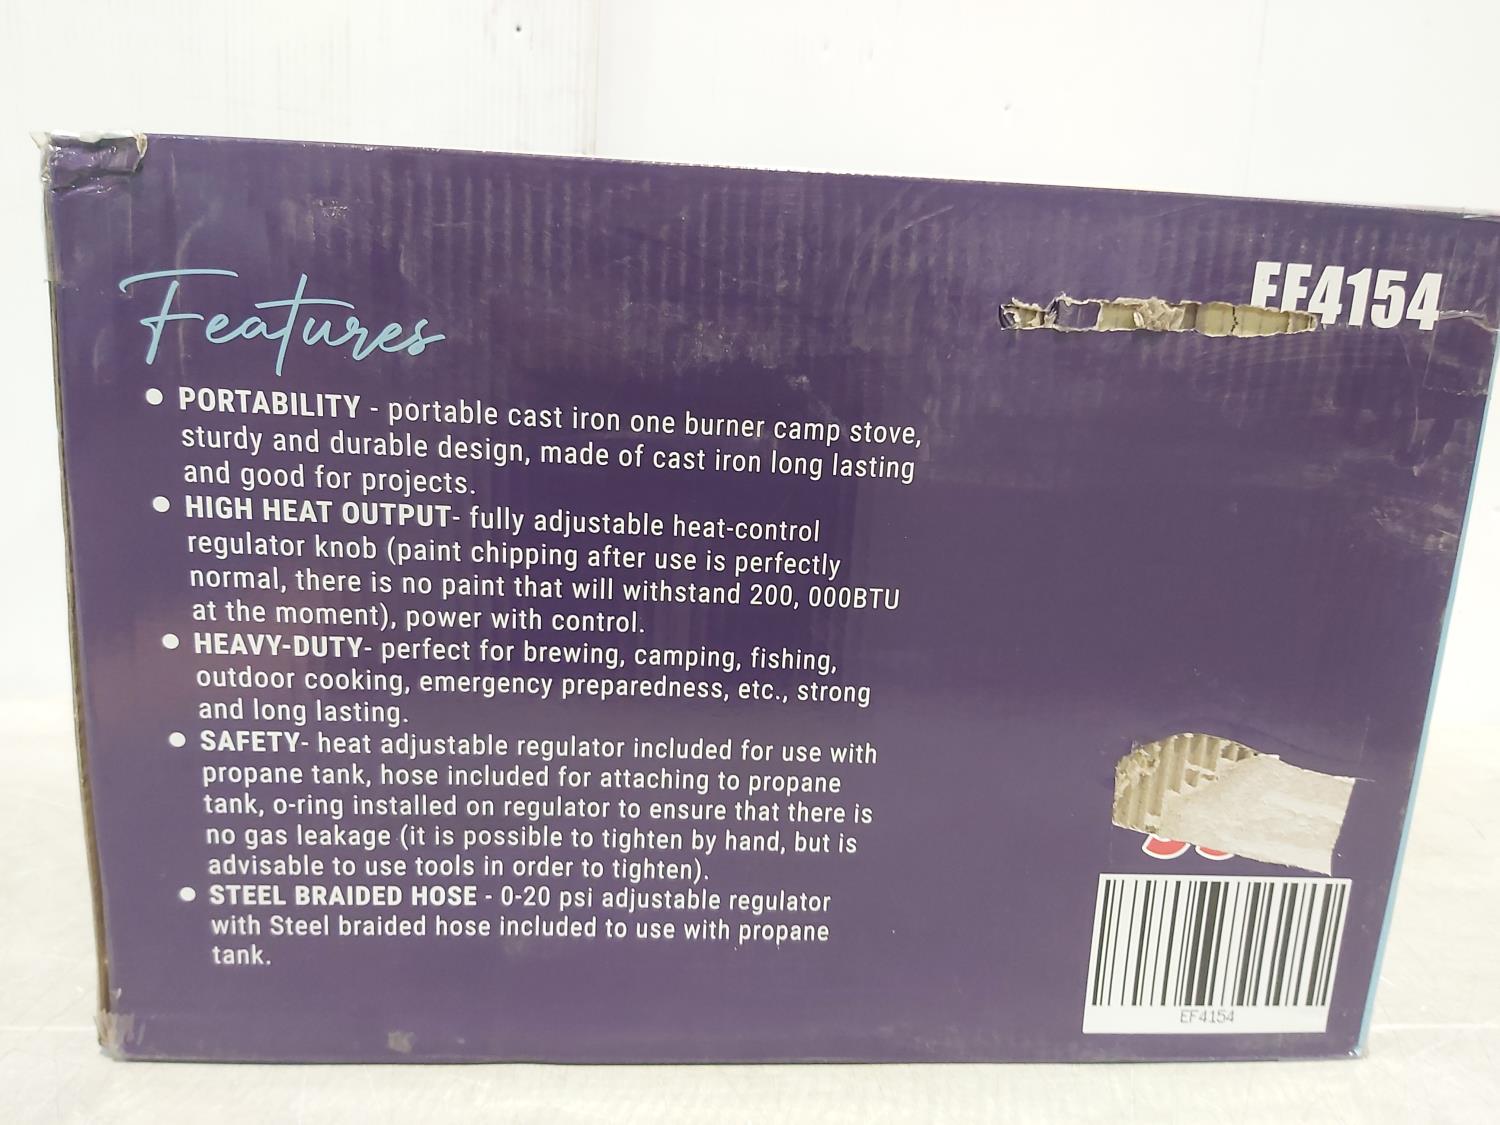 EF4154
Features
• PORTABILITY - portable cast iron one burner camp stove,
sturdy and durable design, made of cast iron long lasting
and good for projects.
• HIGH HEAT OUTPUT- fully adjustable heat-control
regulator knob (paint chipping after use is perfectly
normal, there is no paint that will withstand 200, 000BTU
at the moment), power with control.
• HEAVY-DUTY- perfect for brewing, camping, fishing,
outdoor cooking, emergency preparedness, etc., strong
and long lasting.
• SAFETY- heat adjustable regulator included for use with
propane tank, hose included for attaching to propane
tank, o-ring installed on regulator to ensure that there is
no gas leakage (it is possible to tighten by hand, but is
advisable to use tools in order to tighten).
• STEEL BRAIDED HOSE - 0-20 psi adjustable regulator
with Steel braided hose included to use with propane
tank.
EF4154